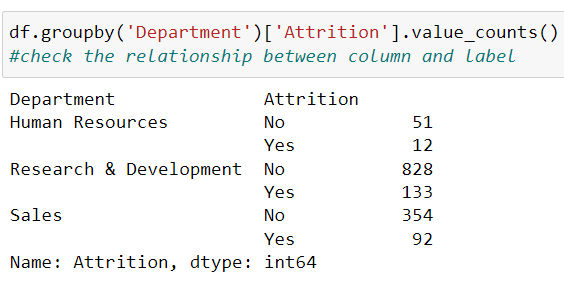 df.groupby('Department')['Attrition'].value_counts()
#check the relationship between column and label
Department Attrition
Human Resources No 51
Yes 12
Research & Development No 828
Yes 133
Sales No 354
Yes 92
Name: Attrition, dtype: int64